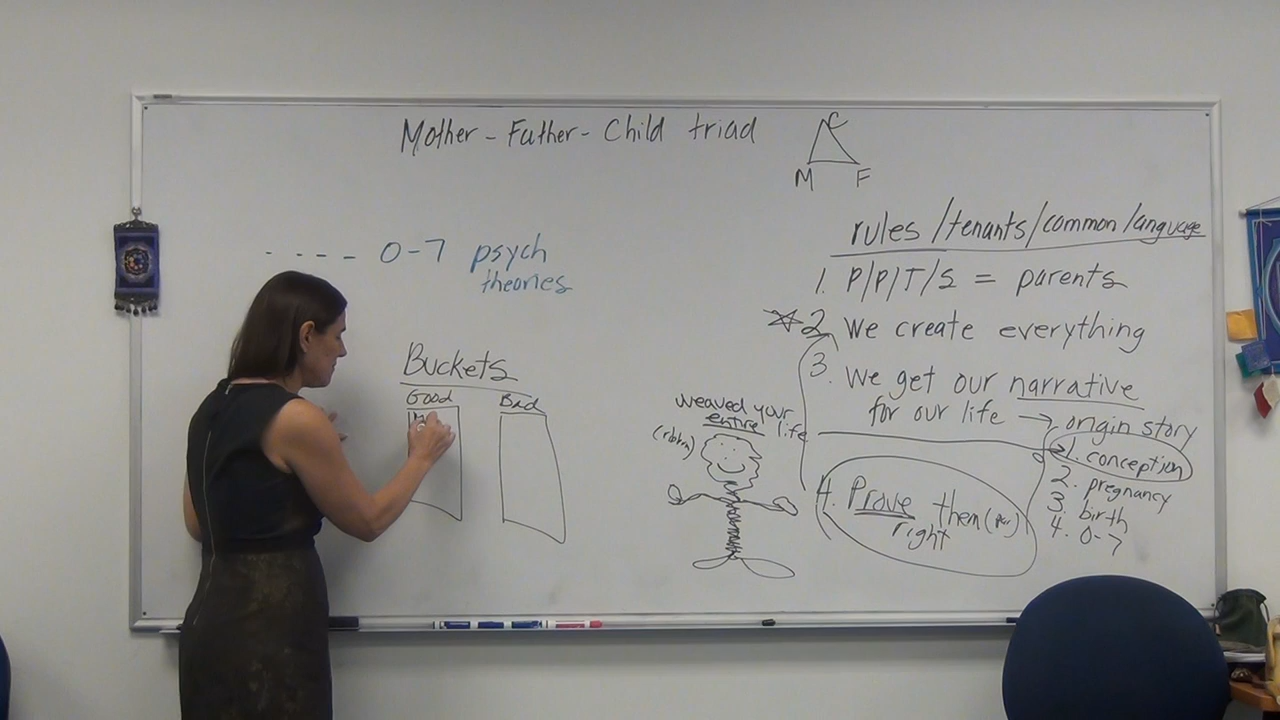 Mother - Father - Child triad
C
M F
rules/tenants/common/language
1. P/P/T/S = parents
2. We create everything
3. We get our narrative
for our life → origin story
1. conception
2. pregnancy
3. birth
4. 0-7
4. Prove them
right
---- 0-7 psych
theories
Buckets
Good Bad
weaved your
entire life